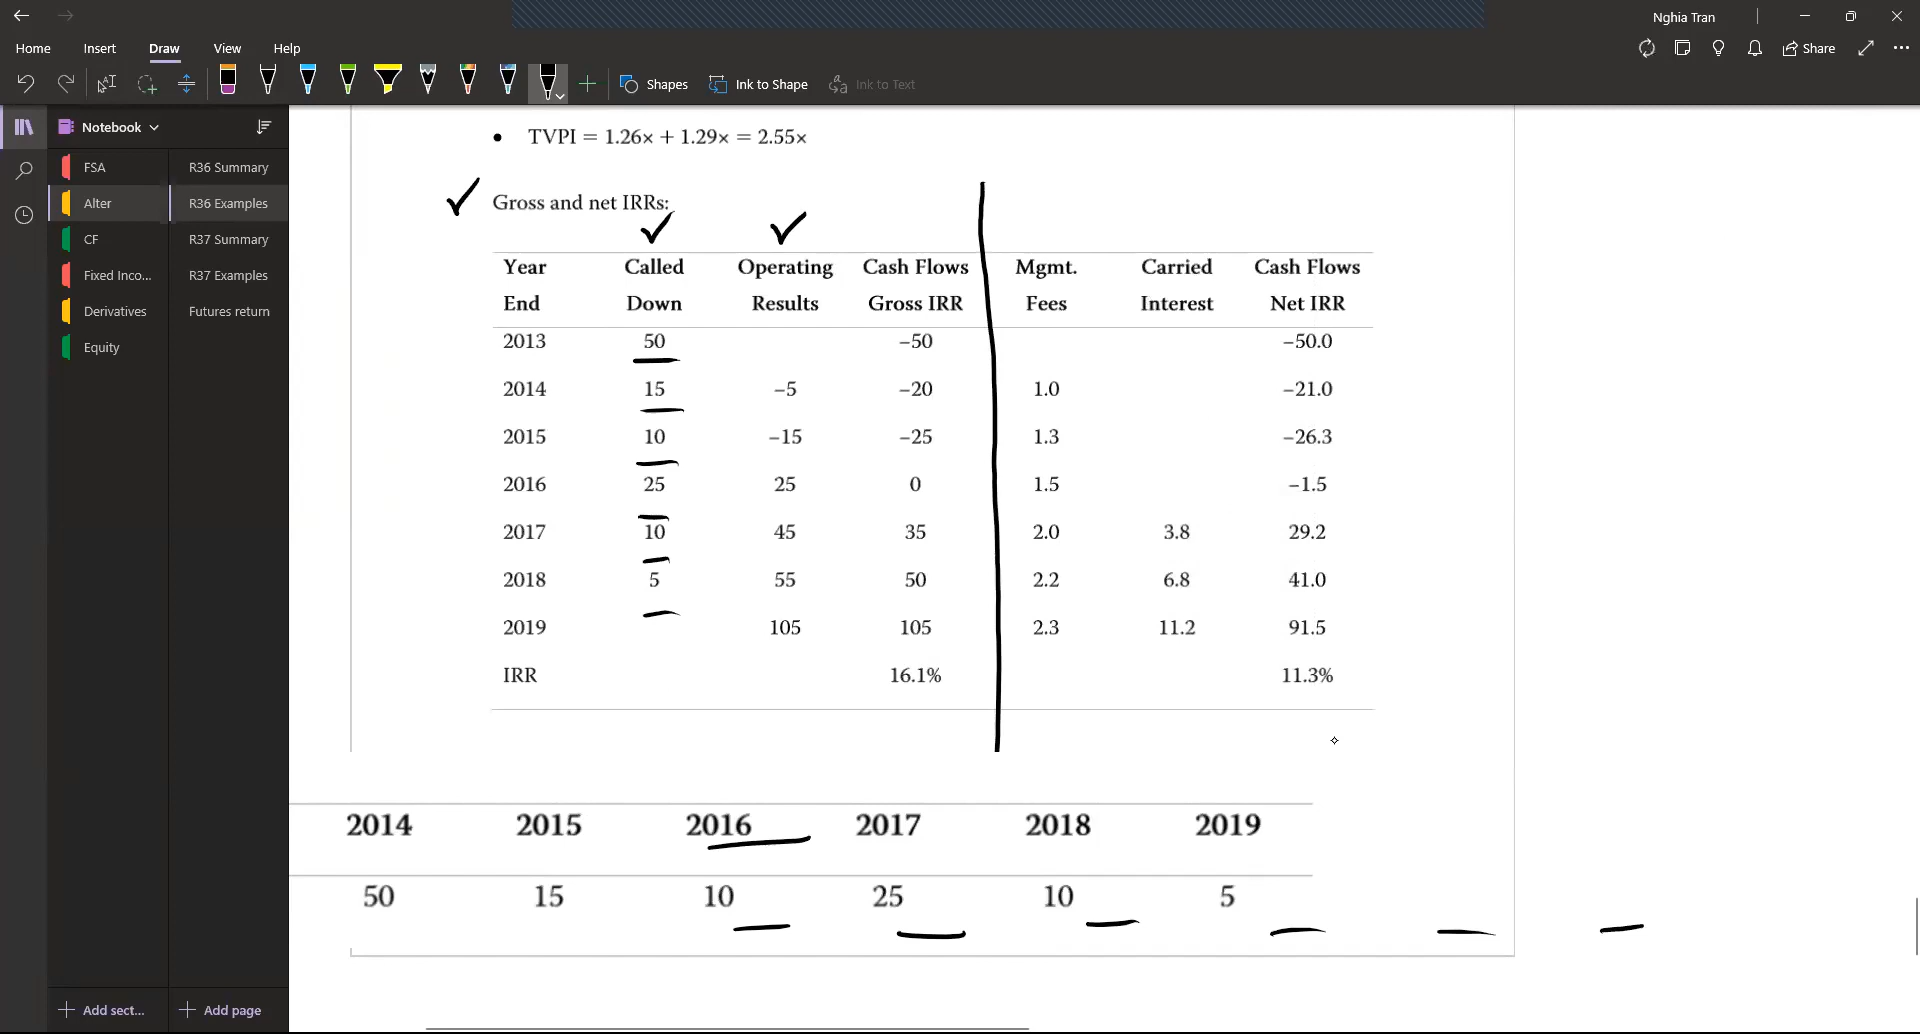 Nghia Tran
Home Insert Draw View Help
Share
Shapes Ink to Shape Ink to Text
Notebook
FSA
Alter
CF
Fixed Inco...
Derivatives
Equity
R36 Summary
R36 Examples
R37 Summary
R37 Examples
Futures return
Add sect...
Add page
• TVPI = 1.26× + 1.29× = 2.55×
Gross and net IRRs:
Year End Called Down Operating Results Cash Flows Gross IRR Mgmt. Fees Carried Interest Cash Flows Net IRR
2013 50 –50 –50.0
2014 15 –5 –20 1.0 –21.0
2015 10 –15 –25 1.3 –26.3
2016 25 25 0 1.5 –1.5
2017 10 45 35 2.0 3.8 29.2
2018 5 55 50 2.2 6.8 41.0
2019 105 105 2.3 11.2 91.5
IRR 16.1% 11.3%
2014 2015 2016 2017 2018 2019
50 15 10 25 10 5